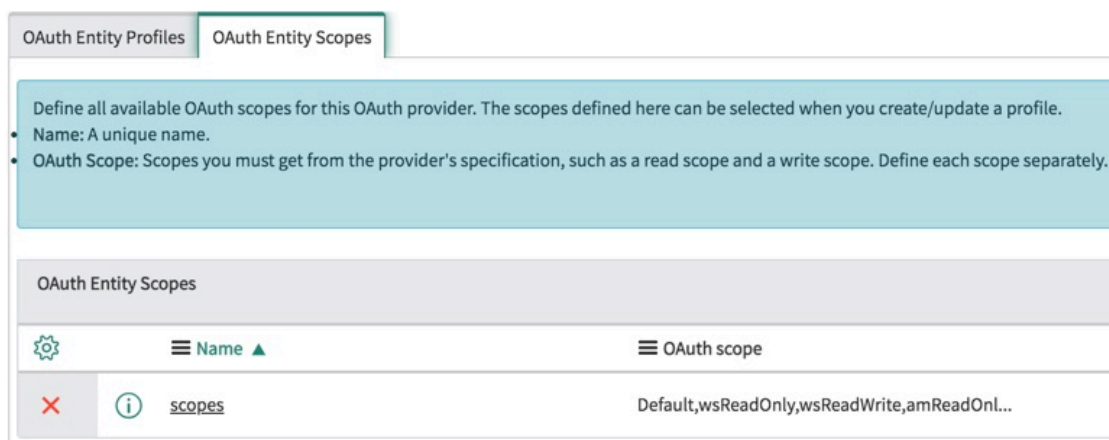 OAuth Entity Profiles OAuth Entity Scopes
Define all available OAuth scopes for this OAuth provider. The scopes defined here can be selected when you create/update a profile.
• Name: A unique name.
• OAuth Scope: Scopes you must get from the provider's specification, such as a read scope and a write scope. Define each scope separately.
OAuth Entity Scopes
Name ▲ OAuth scope
scopes Default,wsReadOnly,wsReadWrite,amReadOnl...